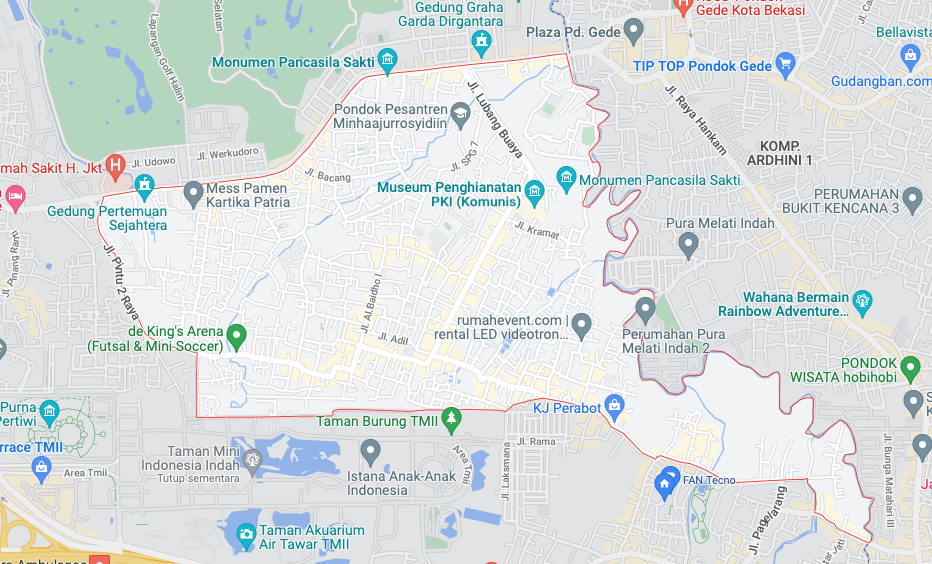 Gedung Graha
Garda Dirgantara
Gede Kota Bekasi
Plaza Pd. Gede
Bellavista
Lapangan Golf Halim
Selatan
Monumen Pancasila Sakti
TIP TOP Pondok Gede
Gudangban.com
Jl. Lubang Buaya
Jl. Raya Hankam
Pondok Pesantren
Minhaajurrosyidiin
Jl. SPG 7
KOMP.
ARDHINI 1
Jl. Udowo
Jl. Werkudoro
mah Sakit H. Jkt
Jl. Bacang
Gedung Pertemuan
Sejahtera
Mess Pamen
Kartika Patria
Museum Penghianatan
PKI (Komunis)
Monumen Pancasila Sakti
PERUMAHAN
BUKIT KENCANA 3
Jl. Kramat
Pura Melati Indah
Jl. Pinang Ran
Jl. Pintu 2 Raya
Jl. Al.Baidho I
Wahana Bermain
Rainbow Adventure...
de King's Arena
(Futsal & Mini Soccer)
Jl. Adil
rumahevent.com |
rental LED videotron...
Perumahan Pura
Melati Indah 2
PONDOK
WISATA hobihobi
Purna
Pertiwi
KJ Perabot
Taman Burung TMII
Jl. Rama
errace TMII
Area Tmii
Taman Mini
Indonesia Indah
Tutup sementara
Istana Anak-Anak
Indonesia
Area Tmii
Jl. Laksmana
FAN.Tecno
Jl. Bunga Matahari III
Taman Akuarium
Air Tawar TMII
Jl. Pagelarang